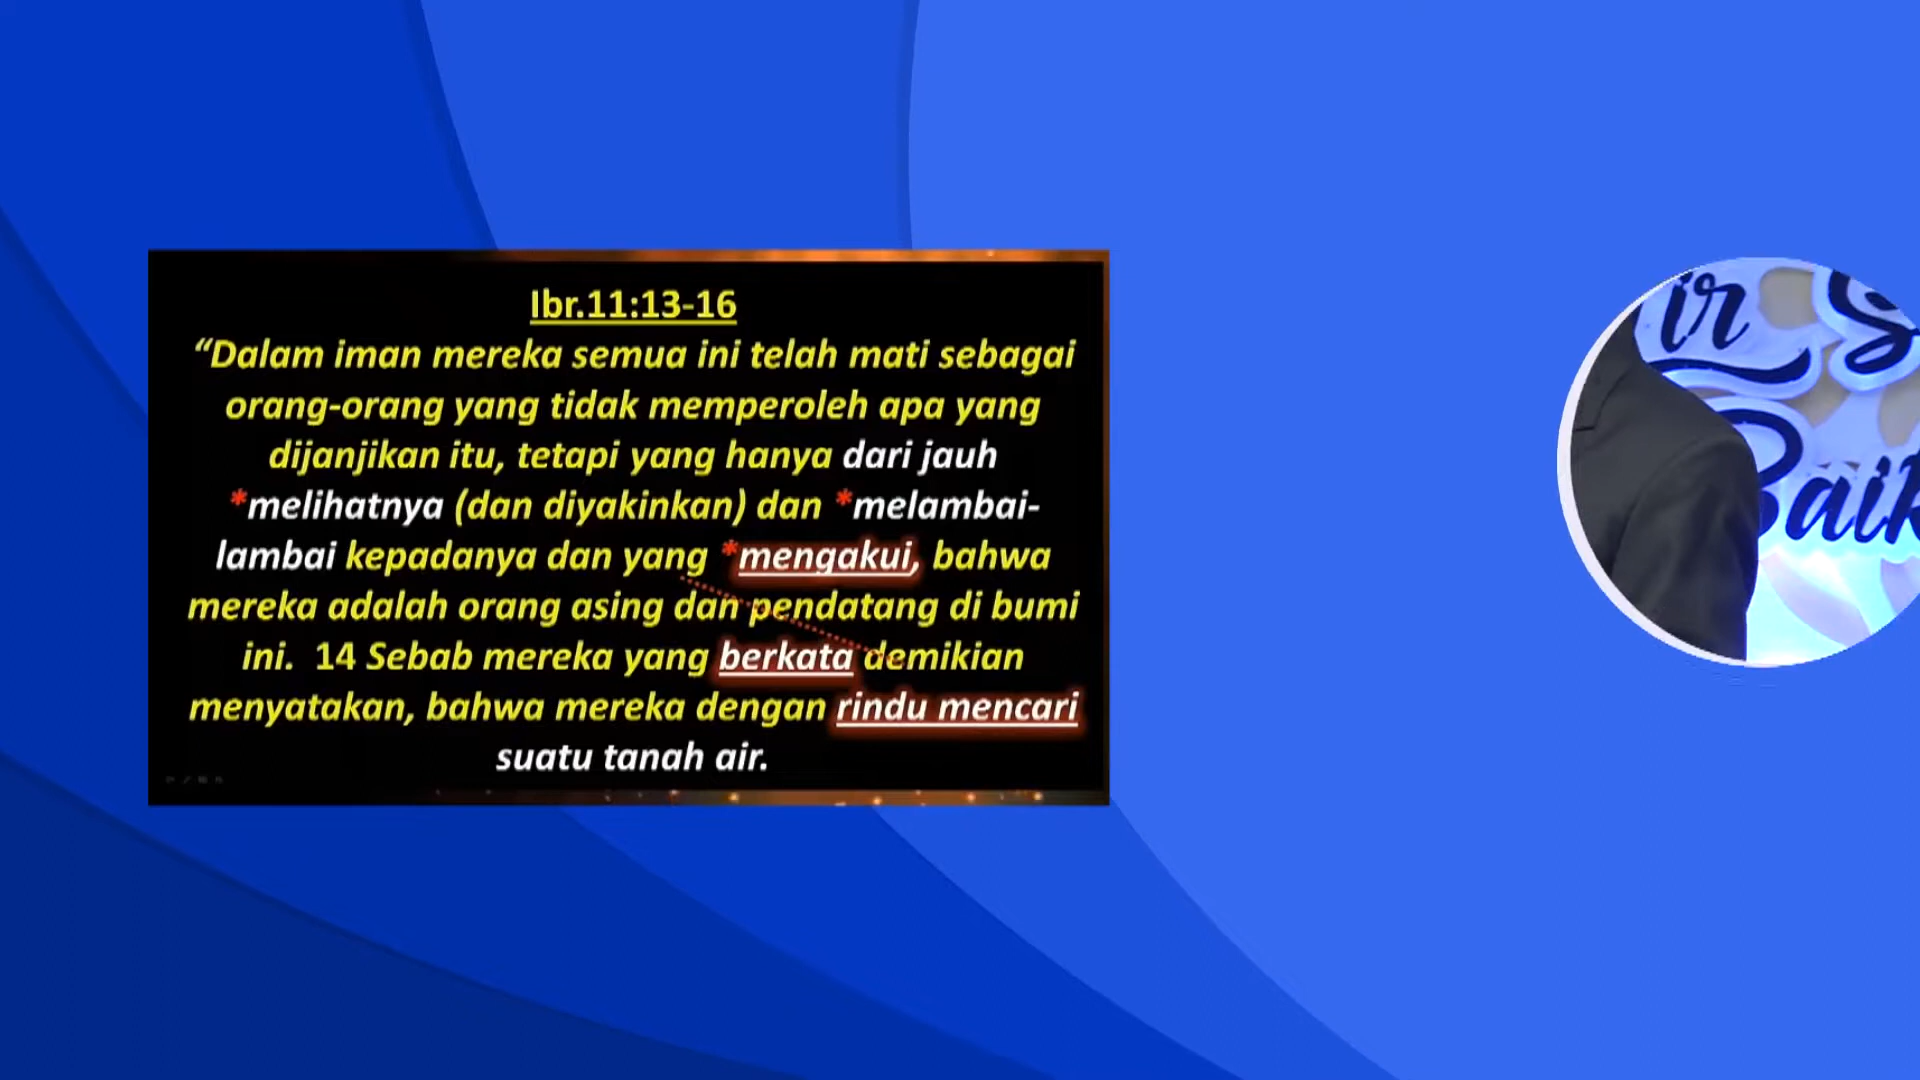 Ibr.11:13-16
“Dalam iman mereka semua ini telah mati sebagai
orang-orang yang tidak memperoleh apa yang
dijanjikan itu, tetapi yang hanya dari jauh
*melihatnya (dan diyakinkan) dan *melambai-
lambai kepadanya dan yang *mengakui, bahwa
mereka adalah orang asing dan pendatang di bumi
ini. 14 Sebab mereka yang berkata demikian
menyatakan, bahwa mereka dengan rindu mencari
suatu tanah air.
ir S
Baik